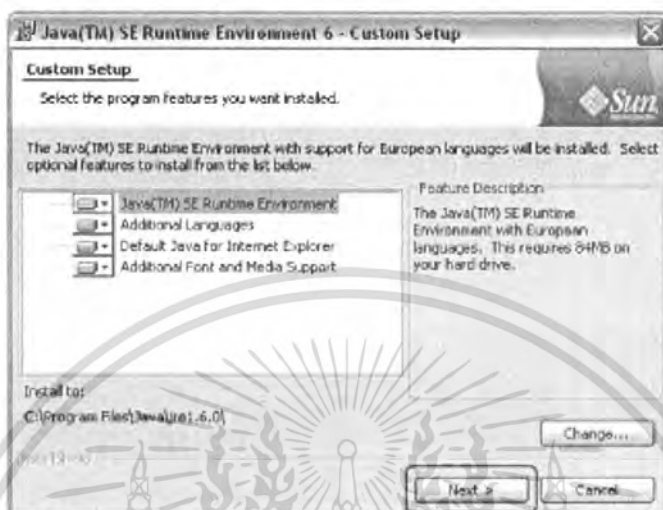 Java(TM) SE Runtime Environment 6 - Custom Setup
Custom Setup
Select the program features you want installed.
Sun
The Java(TM) SE Runtime Environment with support for European languages will be installed. Select
optional features to install from the list below.
Java(TM) SE Runtime Environment
Additional Languages
Default Java for Internet Explorer
Additional Font and Media Support
Feature Description
The Java(TM) SE Runtime
Environment with European
languages. This requires 84MB on
your hard drive.
Install to:
C:\Program Files\Java\jre1.6.0\
Change...
Next >
Cancel